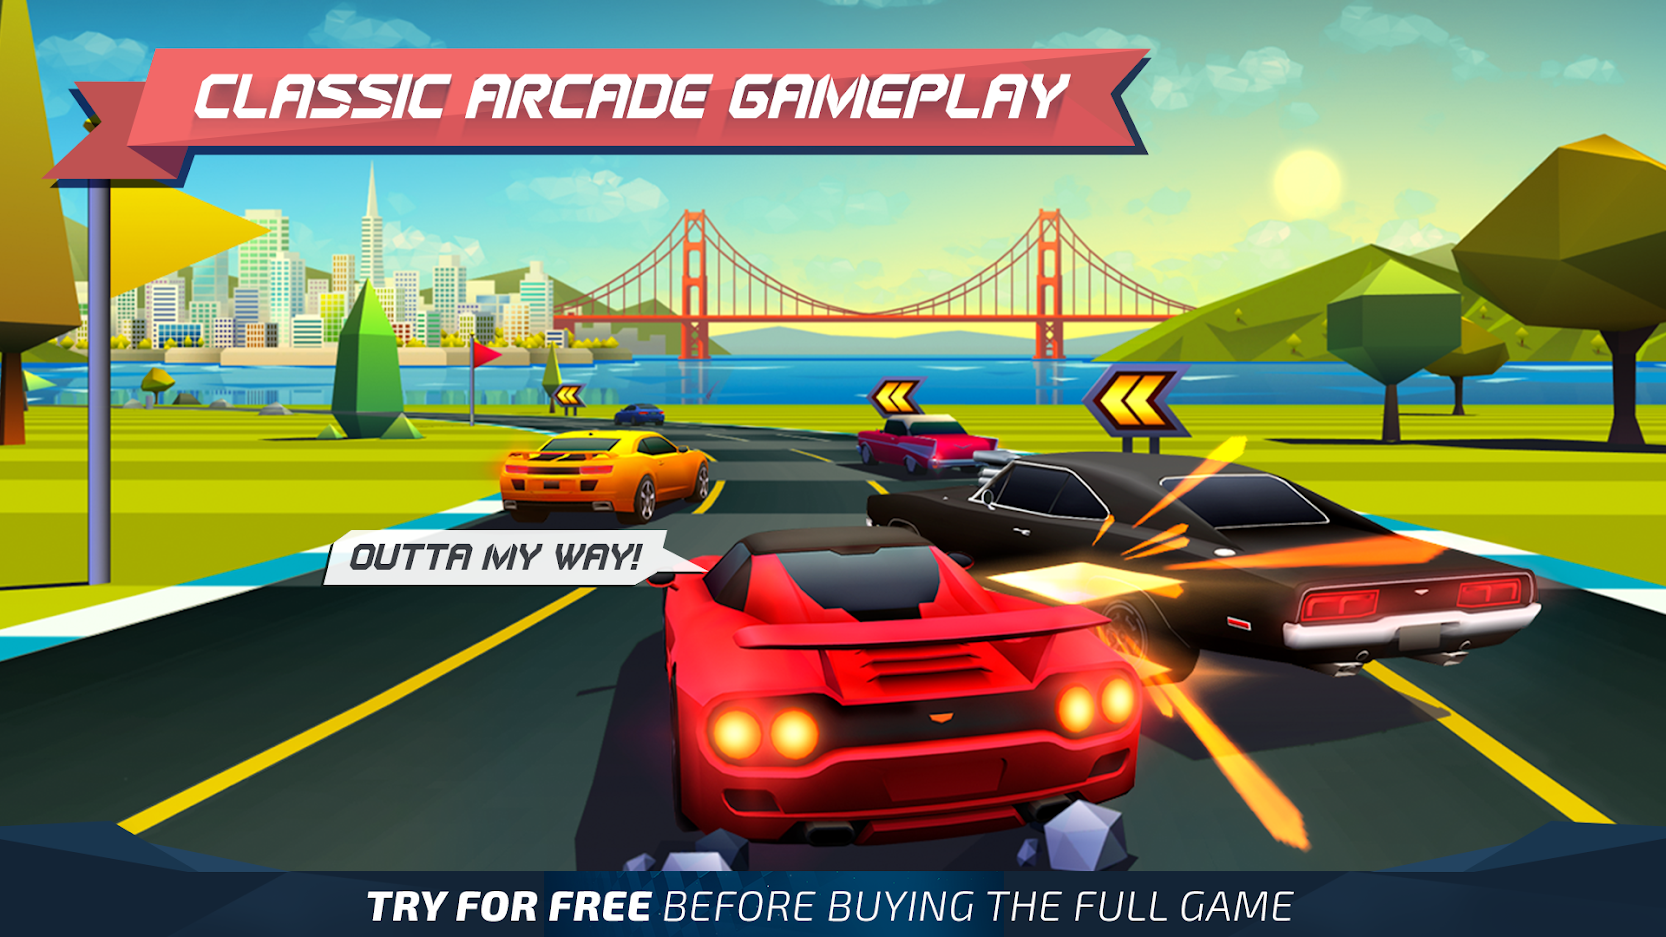 CLASSIC ARCADE GAMEPLAY
OUTTA MY WAY!
TRY FOR FREE BEFORE BUYING THE FULL GAME